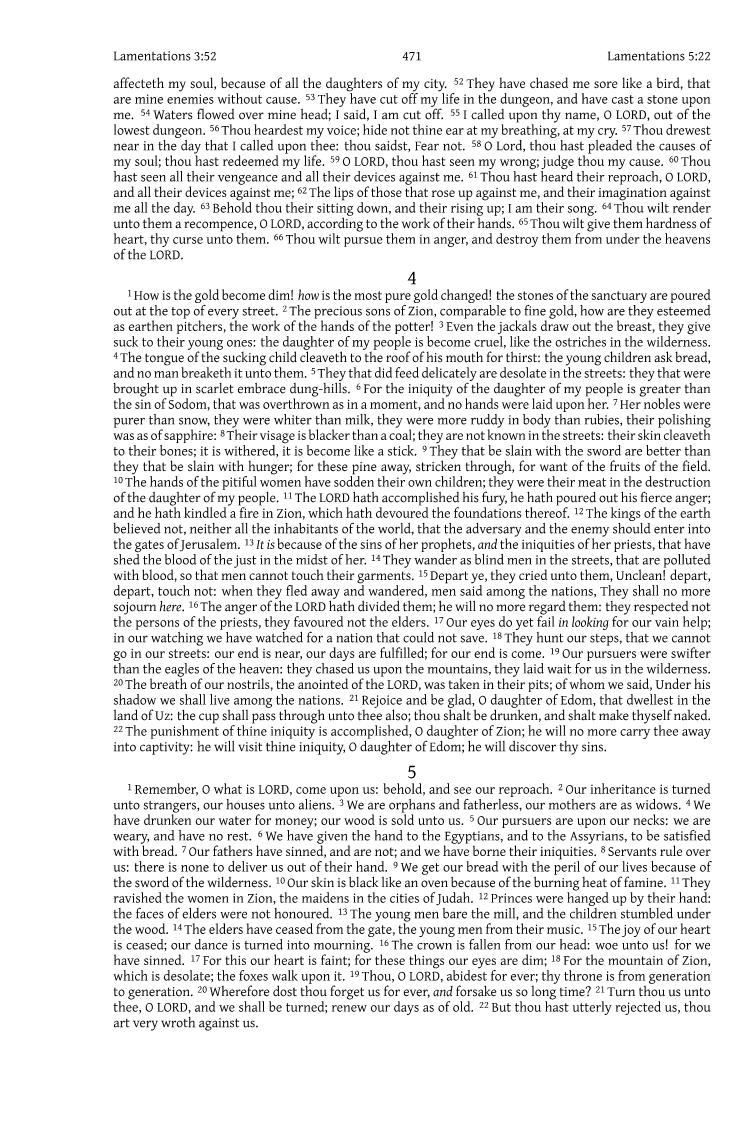 Lamentations 3:52 471 Lamentations 5:22
affecteth my soul, because of all the daughters of my city. 52 They have chased me sore like a bird, that
are mine enemies without cause. 53 They have cut off my life in the dungeon, and have cast a stone upon
me. 54 Waters flowed over mine head; I said, I am cut off. 55 I called upon thy name, O LORD, out of the
lowest dungeon. 56 Thou heardest my voice; hide not thine ear at my breathing, at my cry. 57 Thou drewest
near in the day that I called upon thee: thou saidst, Fear not. 58 O Lord, thou hast pleaded the causes of
my soul; thou hast redeemed my life. 59 O LORD, thou hast seen my wrong; judge thou my cause. 60 Thou
hast seen all their vengeance and all their devices against me. 61 Thou hast heard their reproach, O LORD,
and all their devices against me; 62 The lips of those that rose up against me, and their imagination against
me all the day. 63 Behold thou their sitting down, and their rising up; I am their song. 64 Thou wilt render
unto them a recompence, O LORD, according to the work of their hands. 65 Thou wilt give them hardness of
heart, thy curse unto them. 66 Thou wilt pursue them in anger, and destroy them from under the heavens
of the LORD.
4
1 How is the gold become dim! how is the most pure gold changed! the stones of the sanctuary are poured
out at the top of every street. 2 The precious sons of Zion, comparable to fine gold, how are they esteemed
as earthen pitchers, the work of the hands of the potter! 3 Even the jackals draw out the breast, they give
suck to their young ones: the daughter of my people is become cruel, like the ostriches in the wilderness.
4 The tongue of the sucking child cleaveth to the roof of his mouth for thirst: the young children ask bread,
and no man breaketh it unto them. 5 They that did feed delicately are desolate in the streets: they that were
brought up in scarlet embrace dung-hills. 6 For the iniquity of the daughter of my people is greater than
the sin of Sodom, that was overthrown as in a moment, and no hands were laid upon her. 7 Her nobles were
purer than snow, they were whiter than milk, they were more ruddy in body than rubies, their polishing
was as of sapphire: 8 Their visage is blacker than a coal; they are not known in the streets: their skin cleaveth
to their bones; it is withered, it is become like a stick. 9 They that be slain with the sword are better than
they that be slain with hunger; for these pine away, stricken through, for want of the fruits of the field.
10 The hands of the pitiful women have sodden their own children; they were their meat in the destruction
of the daughter of my people. 11 The LORD hath accomplished his fury, he hath poured out his fierce anger;
and he hath kindled a fire in Zion, which hath devoured the foundations thereof. 12 The kings of the earth
believed not, neither all the inhabitants of the world, that the adversary and the enemy should enter into
the gates of Jerusalem. 13 It is because of the sins of her prophets, and the iniquities of her priests, that have
shed the blood of the just in the midst of her. 14 They wander as blind men in the streets, that are polluted
with blood, so that men cannot touch their garments. 15 Depart ye, they cried unto them, Unclean! depart,
depart, touch not: when they fled away and wandered, men said among the nations, They shall no more
sojourn here. 16 The anger of the LORD hath divided them; he will no more regard them: they respected not
the persons of the priests, they favoured not the elders. 17 Our eyes do yet fail in looking for our vain help;
in our watching we have watched for a nation that could not save. 18 They hunt our steps, that we cannot
go in our streets: our end is near, our days are fulfilled; for our end is come. 19 Our pursuers were swifter
than the eagles of the heaven: they chased us upon the mountains, they laid wait for us in the wilderness.
20 The breath of our nostrils, the anointed of the LORD, was taken in their pits; of whom we said, Under his
shadow we shall live among the nations. 21 Rejoice and be glad, O daughter of Edom, that dwellest in the
land of Uz: the cup shall pass through unto thee also; thou shalt be drunken, and shalt make thyself naked.
22 The punishment of thine iniquity is accomplished, O daughter of Zion; he will no more carry thee away
into captivity: he will visit thine iniquity, O daughter of Edom; he will discover thy sins.
5
1 Remember, O what is LORD, come upon us: behold, and see our reproach. 2 Our inheritance is turned
unto strangers, our houses unto aliens. 3 We are orphans and fatherless, our mothers are as widows. 4 We
have drunken our water for money; our wood is sold unto us. 5 Our pursuers are upon our necks: we are
weary, and have no rest. 6 We have given the hand to the Egyptians, and to the Assyrians, to be satisfied
with bread. 7 Our fathers have sinned, and are not; and we have borne their iniquities. 8 Servants rule over
us: there is none to deliver us out of their hand. 9 We get our bread with the peril of our lives because of
the sword of the wilderness. 10 Our skin is black like an oven because of the burning heat of famine. 11 They
ravished the women in Zion, the maidens in the cities of Judah. 12 Princes were hanged up by their hand:
the faces of elders were not honoured. 13 The young men bare the mill, and the children stumbled under
the wood. 14 The elders have ceased from the gate, the young men from their music. 15 The joy of our heart
is ceased; our dance is turned into mourning. 16 The crown is fallen from our head: woe unto us! for we
have sinned. 17 For this our heart is faint; for these things our eyes are dim; 18 For the mountain of Zion,
which is desolate; the foxes walk upon it. 19 Thou, O LORD, abidest for ever; thy throne is from generation
to generation. 20 Wherefore dost thou forget us for ever, and forsake us so long time? 21 Turn thou us unto
thee, O LORD, and we shall be turned; renew our days as of old. 22 But thou hast utterly rejected us, thou
art very wroth against us.